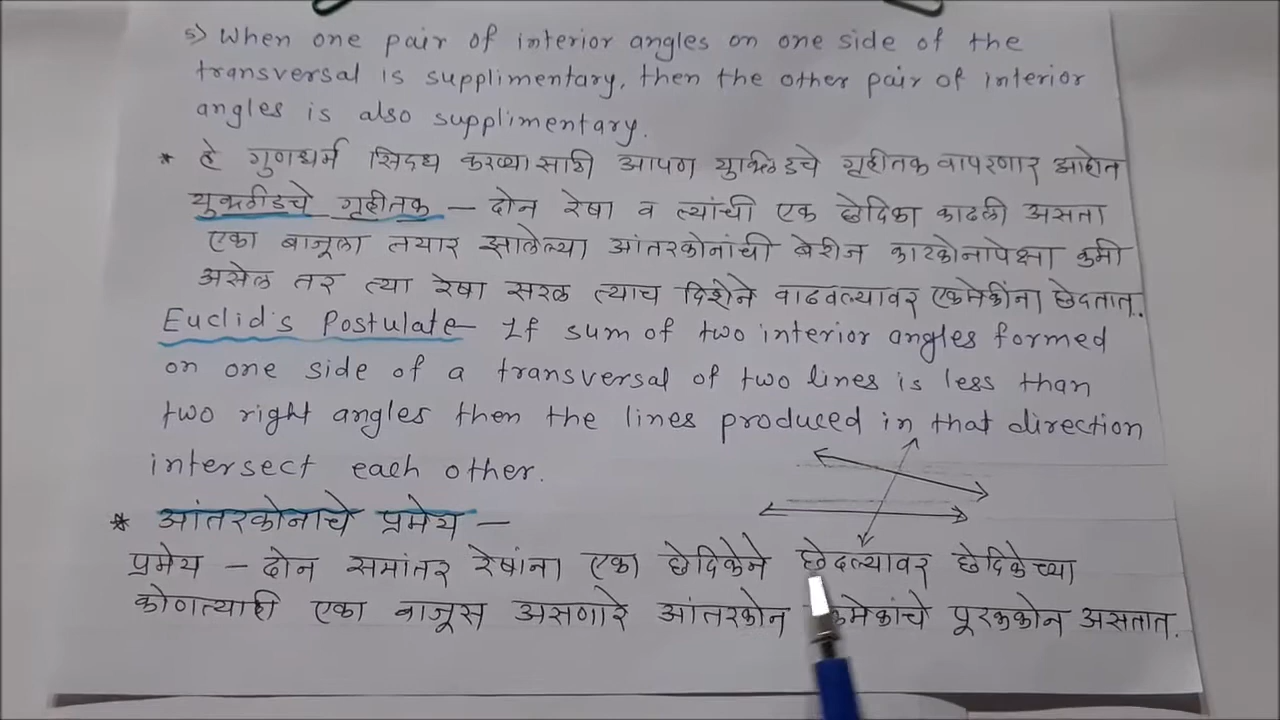 5) When one pair of interior angles on one side of the
transversal is supplimentary, then the other pair of interior
angles is also supplimentary.
* हे गुणधर्म सिद्ध करण्यासाठी आपण युक्लिडचे गृहीतक वापरणार आहोत
युक्लीडचे गृहीतक – दोन रेषा व त्यांची एक छेदिका काढली असता
एका बाजूला तयार झालेल्या आंतरकोनांची बेरीज काटकोनापेक्षा कमी
असेल तर त्या रेषा सरळ त्याच दिशेने वाढवल्यावर एकमेकींना छेदतात.
Euclid's Postulate – If sum of two interior angles formed
on one side of a transversal of two lines is less than
two right angles then the lines produced in that direction
intersect each other.
* आंतरकोनाचे प्रमेय –
प्रमेय – दोन समांतर रेषांना एका छेदिकेने छेदल्यावर छेदिकेच्या
कोणत्याही एका बाजूस असणारे आंतरकोन पूरककोन असतात.